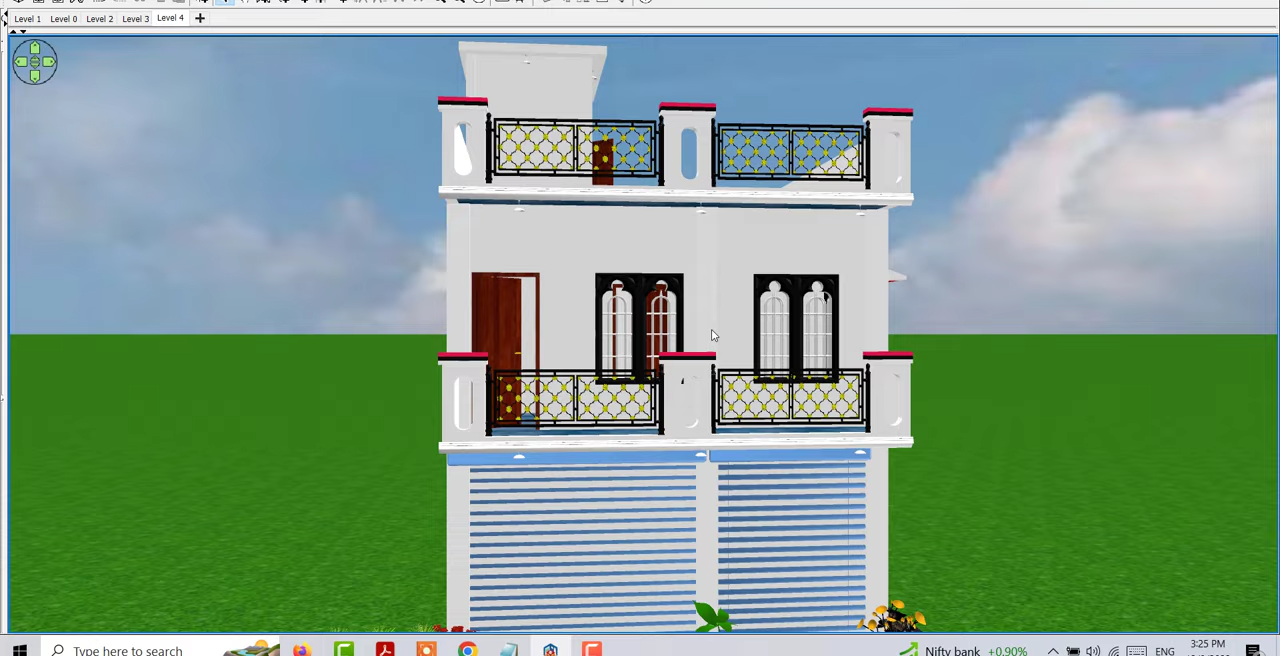 Level 1 Level 0 Level 2 Level 3 Level 4
Type here to search
Nifty bank +0.90%
ENG
3:25 PM